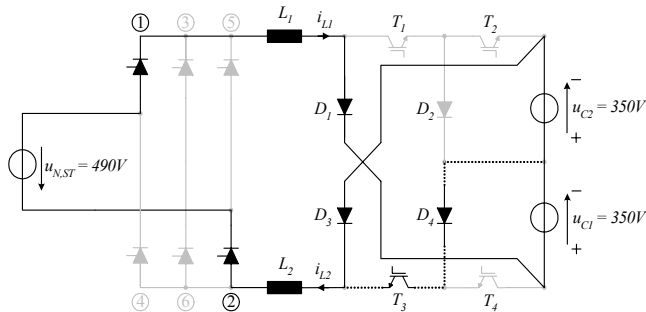 ① ③ ⑤ L1 iL1 T1 T2
D1 D2 − uC2 = 350V +
uN,ST = 490V
D3 D4 − uC1 = 350V +
④ ⑥ ② L2 iL2 T3 T4